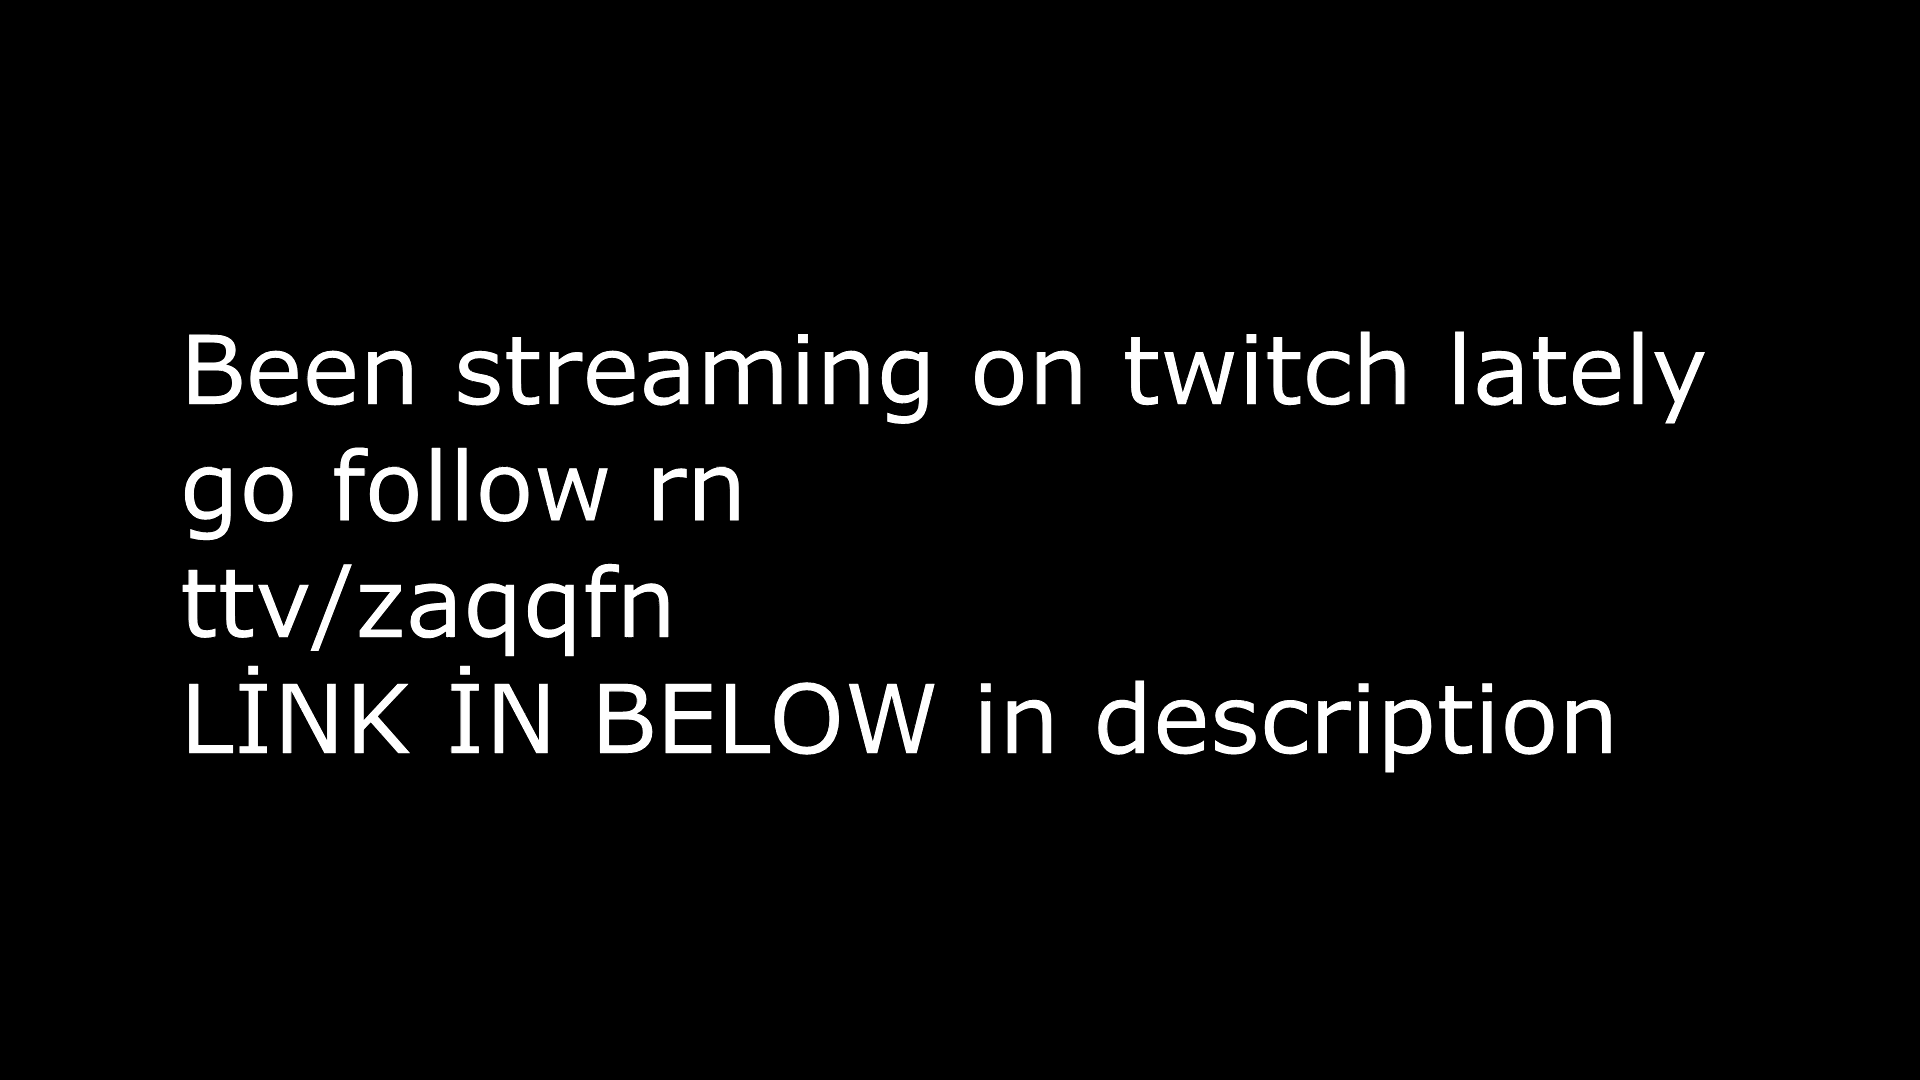 Been streaming on twitch lately
go follow rn
ttv/zaqqfn
LİNK İN BELOW in description